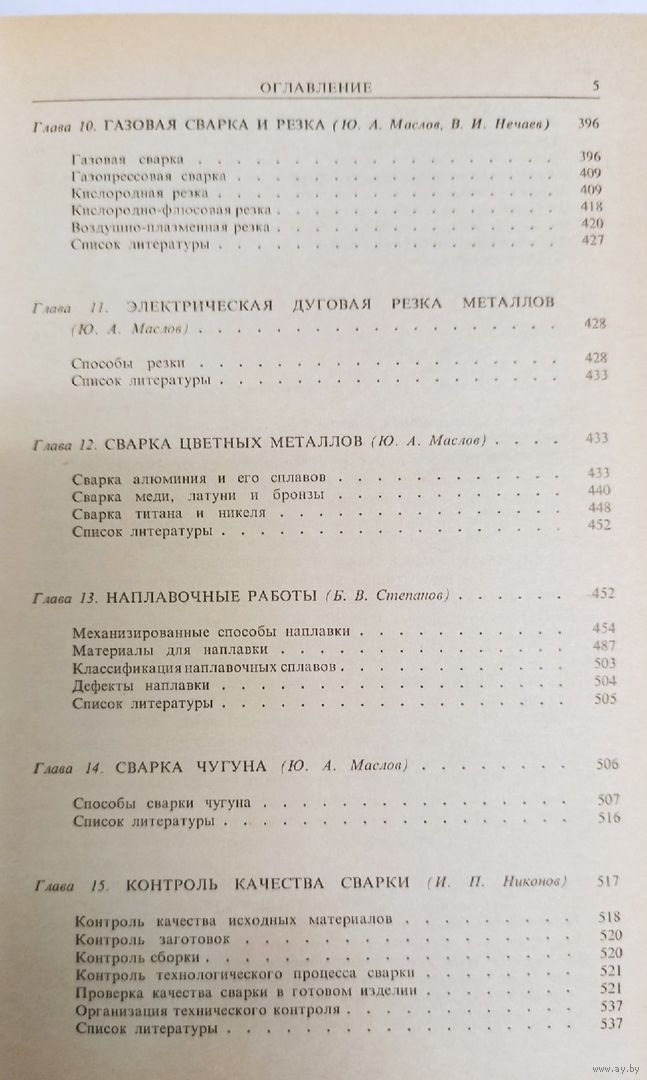 ОГЛАВЛЕНИЕ 5
Глава 10. ГАЗОВАЯ СВАРКА И РЕЗКА (Ю. А. Маслов, В. И. Нечаев) 396
Газовая сварка . . . . . . . . . . . . . . . . . . 396
Газопрессовая сварка . . . . . . . . . . . . . . . . 409
Кислородная резка . . . . . . . . . . . . . . . . . 409
Кислородно-флюсовая резка . . . . . . . . . . . . . . 418
Воздушно-плазменная резка . . . . . . . . . . . . . . 420
Список литературы . . . . . . . . . . . . . . . . . 427
Глава 11. ЭЛЕКТРИЧЕСКАЯ ДУГОВАЯ РЕЗКА МЕТАЛЛОВ
(Ю. А. Маслов) . . . . . . . . . . . . . . . . . . 428
Способы резки . . . . . . . . . . . . . . . . . . 428
Список литературы . . . . . . . . . . . . . . . . . 433
Глава 12. СВАРКА ЦВЕТНЫХ МЕТАЛЛОВ (Ю. А. Маслов) . . . . 433
Сварка алюминия и его сплавов . . . . . . . . . . . . 433
Сварка меди, латуни и бронзы . . . . . . . . . . . . 440
Сварка титана и никеля . . . . . . . . . . . . . . 448
Список литературы . . . . . . . . . . . . . . . . . 452
Глава 13. НАПЛАВОЧНЫЕ РАБОТЫ (Б. В. Степанов) . . . . . . 452
Механизированные способы наплавки . . . . . . . . . . . 454
Материалы для наплавки . . . . . . . . . . . . . . 487
Классификация наплавочных сплавов . . . . . . . . . . . . 503
Дефекты наплавки . . . . . . . . . . . . . . . . . 504
Список литературы . . . . . . . . . . . . . . . . . 505
Глава 14. СВАРКА ЧУГУНА (Ю. А. Маслов) . . . . . . . . 506
Способы сварки чугуна . . . . . . . . . . . . . . . 507
Список литературы . . . . . . . . . . . . . . . . . 516
Глава 15. КОНТРОЛЬ КАЧЕСТВА СВАРКИ (И. П. Никонов) 517
Контроль качества исходных материалов . . . . . . . . . 518
Контроль заготовок . . . . . . . . . . . . . . . . 520
Контроль сборки . . . . . . . . . . . . . . . . . . 520
Контроль технологического процесса сварки . . . . . . . . 521
Проверка качества сварки в готовом изделии . . . . . . . . 521
Организация технического контроля . . . . . . . . . . . . 537
Список литературы . . . . . . . . . . . . . . . . . 537
www.ay.by